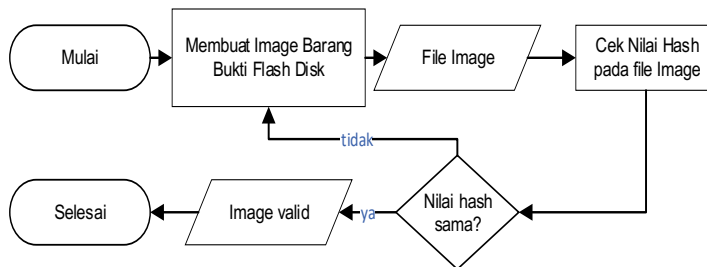 Mulai
Membuat Image Barang
Bukti Flash Disk
File Image
Cek Nilai Hash
pada file Image
tidak
Nilai hash
sama?
ya
Image valid
Selesai